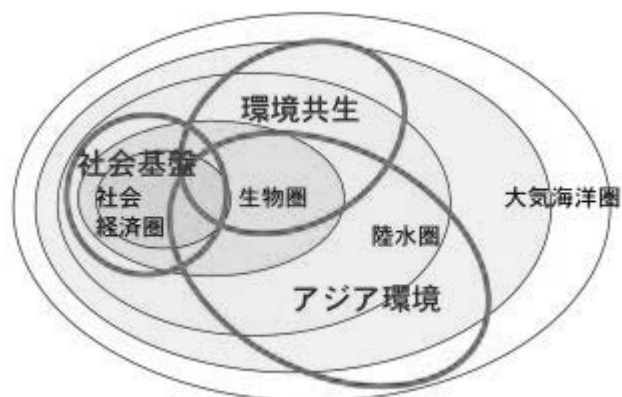 環境共生
社会基盤
社会
経済圏
生物圏
大気海洋圏
陸水圏
アジア環境